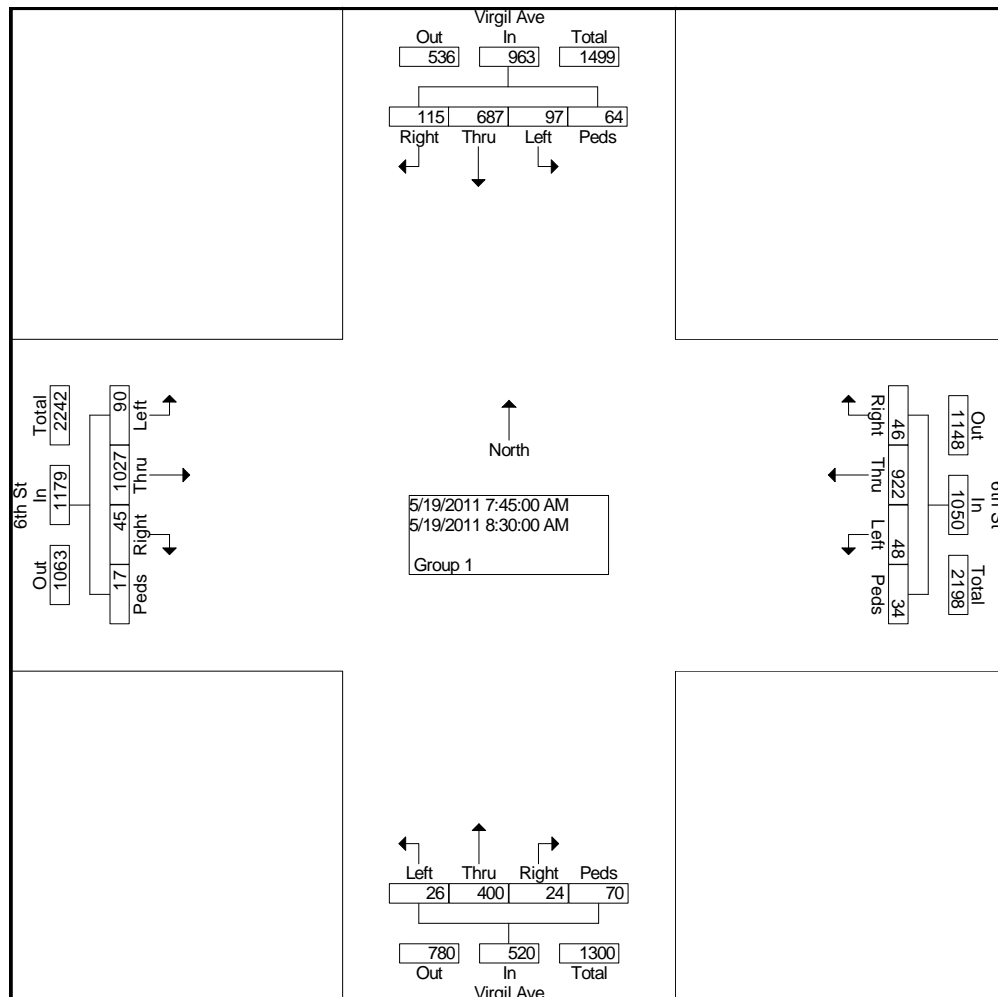 Virgil Ave
Out In Total
536 963 1499
115 687 97 64
Right Thru Left Peds
6th St
Total In Out
2242 1179 1063
90 1027 45 17
Left Thru Right Peds
North
5/19/2011 7:45:00 AM
5/19/2011 8:30:00 AM
Group 1
Right Thru Left Peds
46 922 48 34
Out In Total
1148 1050 2198
6th St
Left Thru Right Peds
26 400 24 70
780 520 1300
Out In Total
Virgil Ave